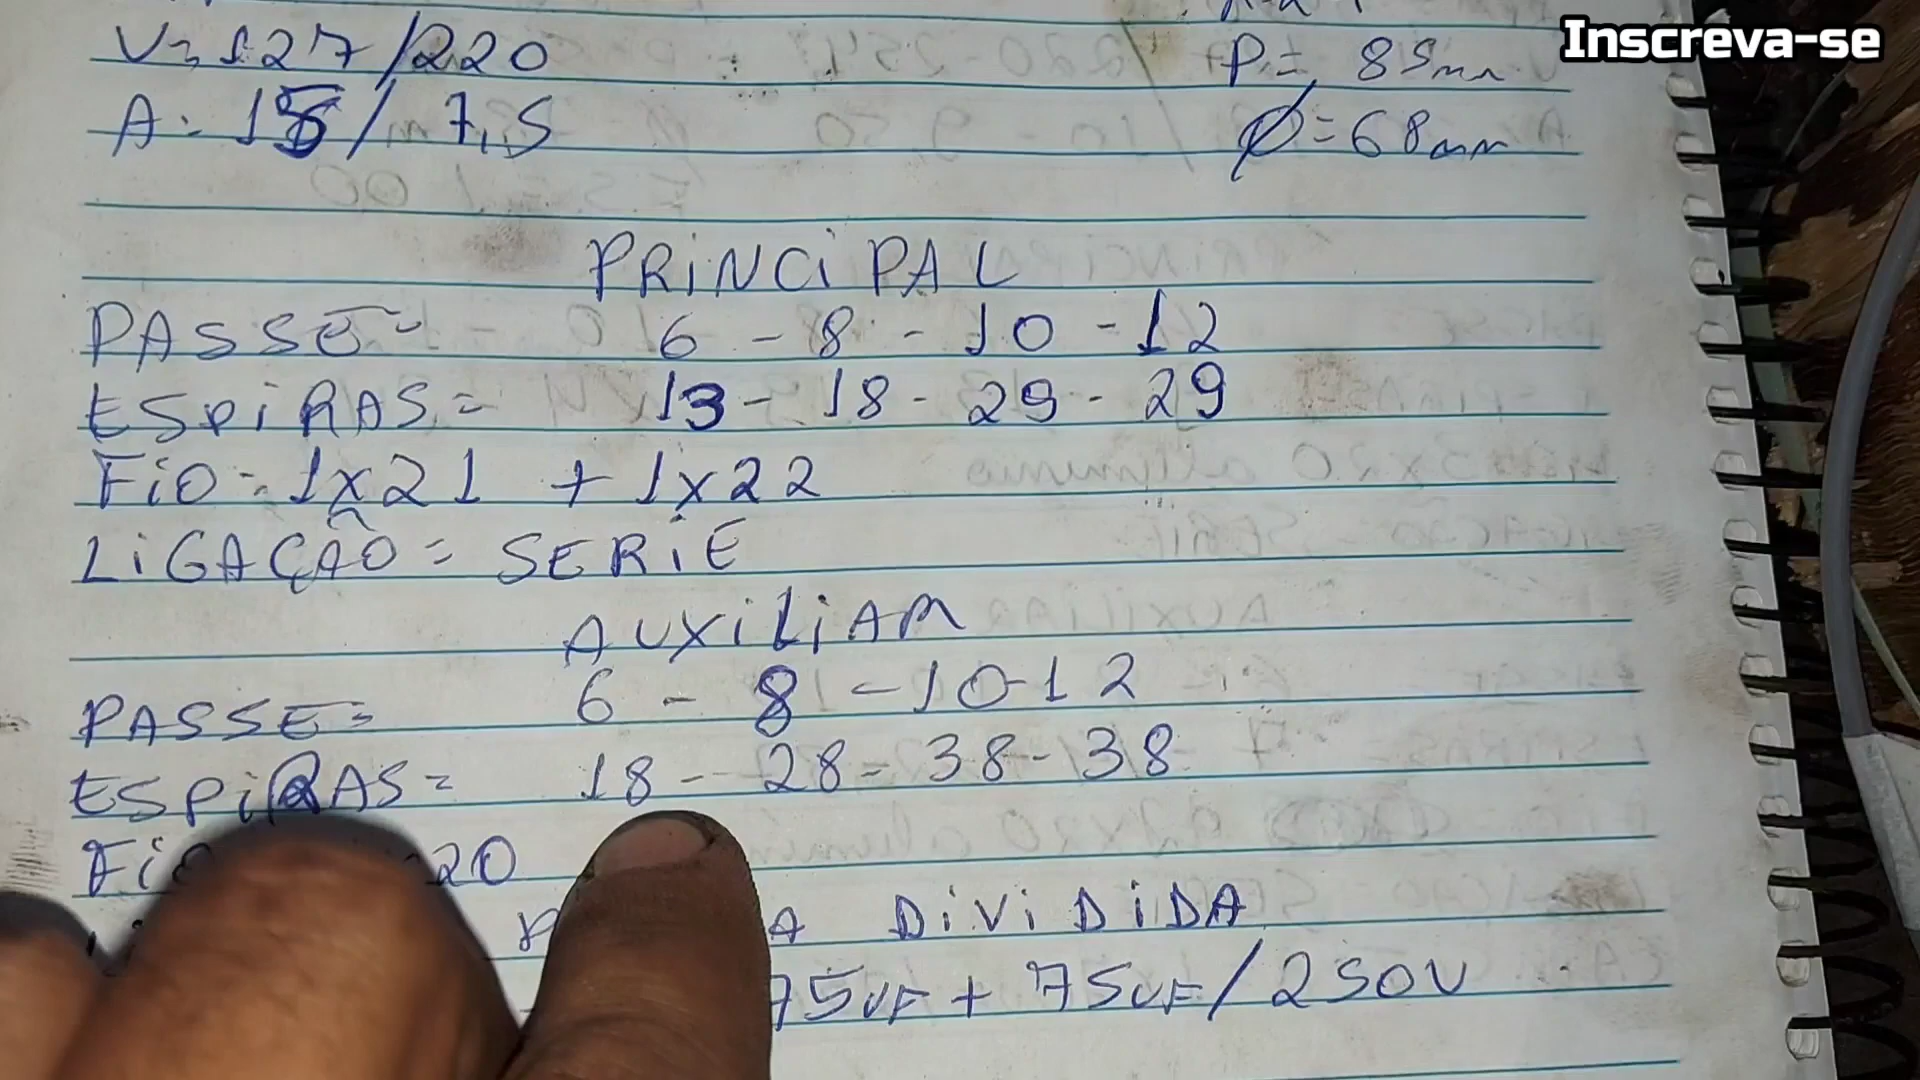 Inscreva-se
V= 127/220
P= 85mm
A= 15/ 7,5
Ø=68mm
PRINCIPAL
PASSE= 6 - 8 - 10 - 12
ESPIRAS= 13 - 18 - 29 - 29
FiO= 1x21 + 1x22
LIGAÇÃO = SERIE
AUXILIAR
PASSE= 6 - 8 - 10-12
ESPIRAS= 18 - 28 - 38 - 38
20
DIVIDIDA
75UF + 75UF/250V